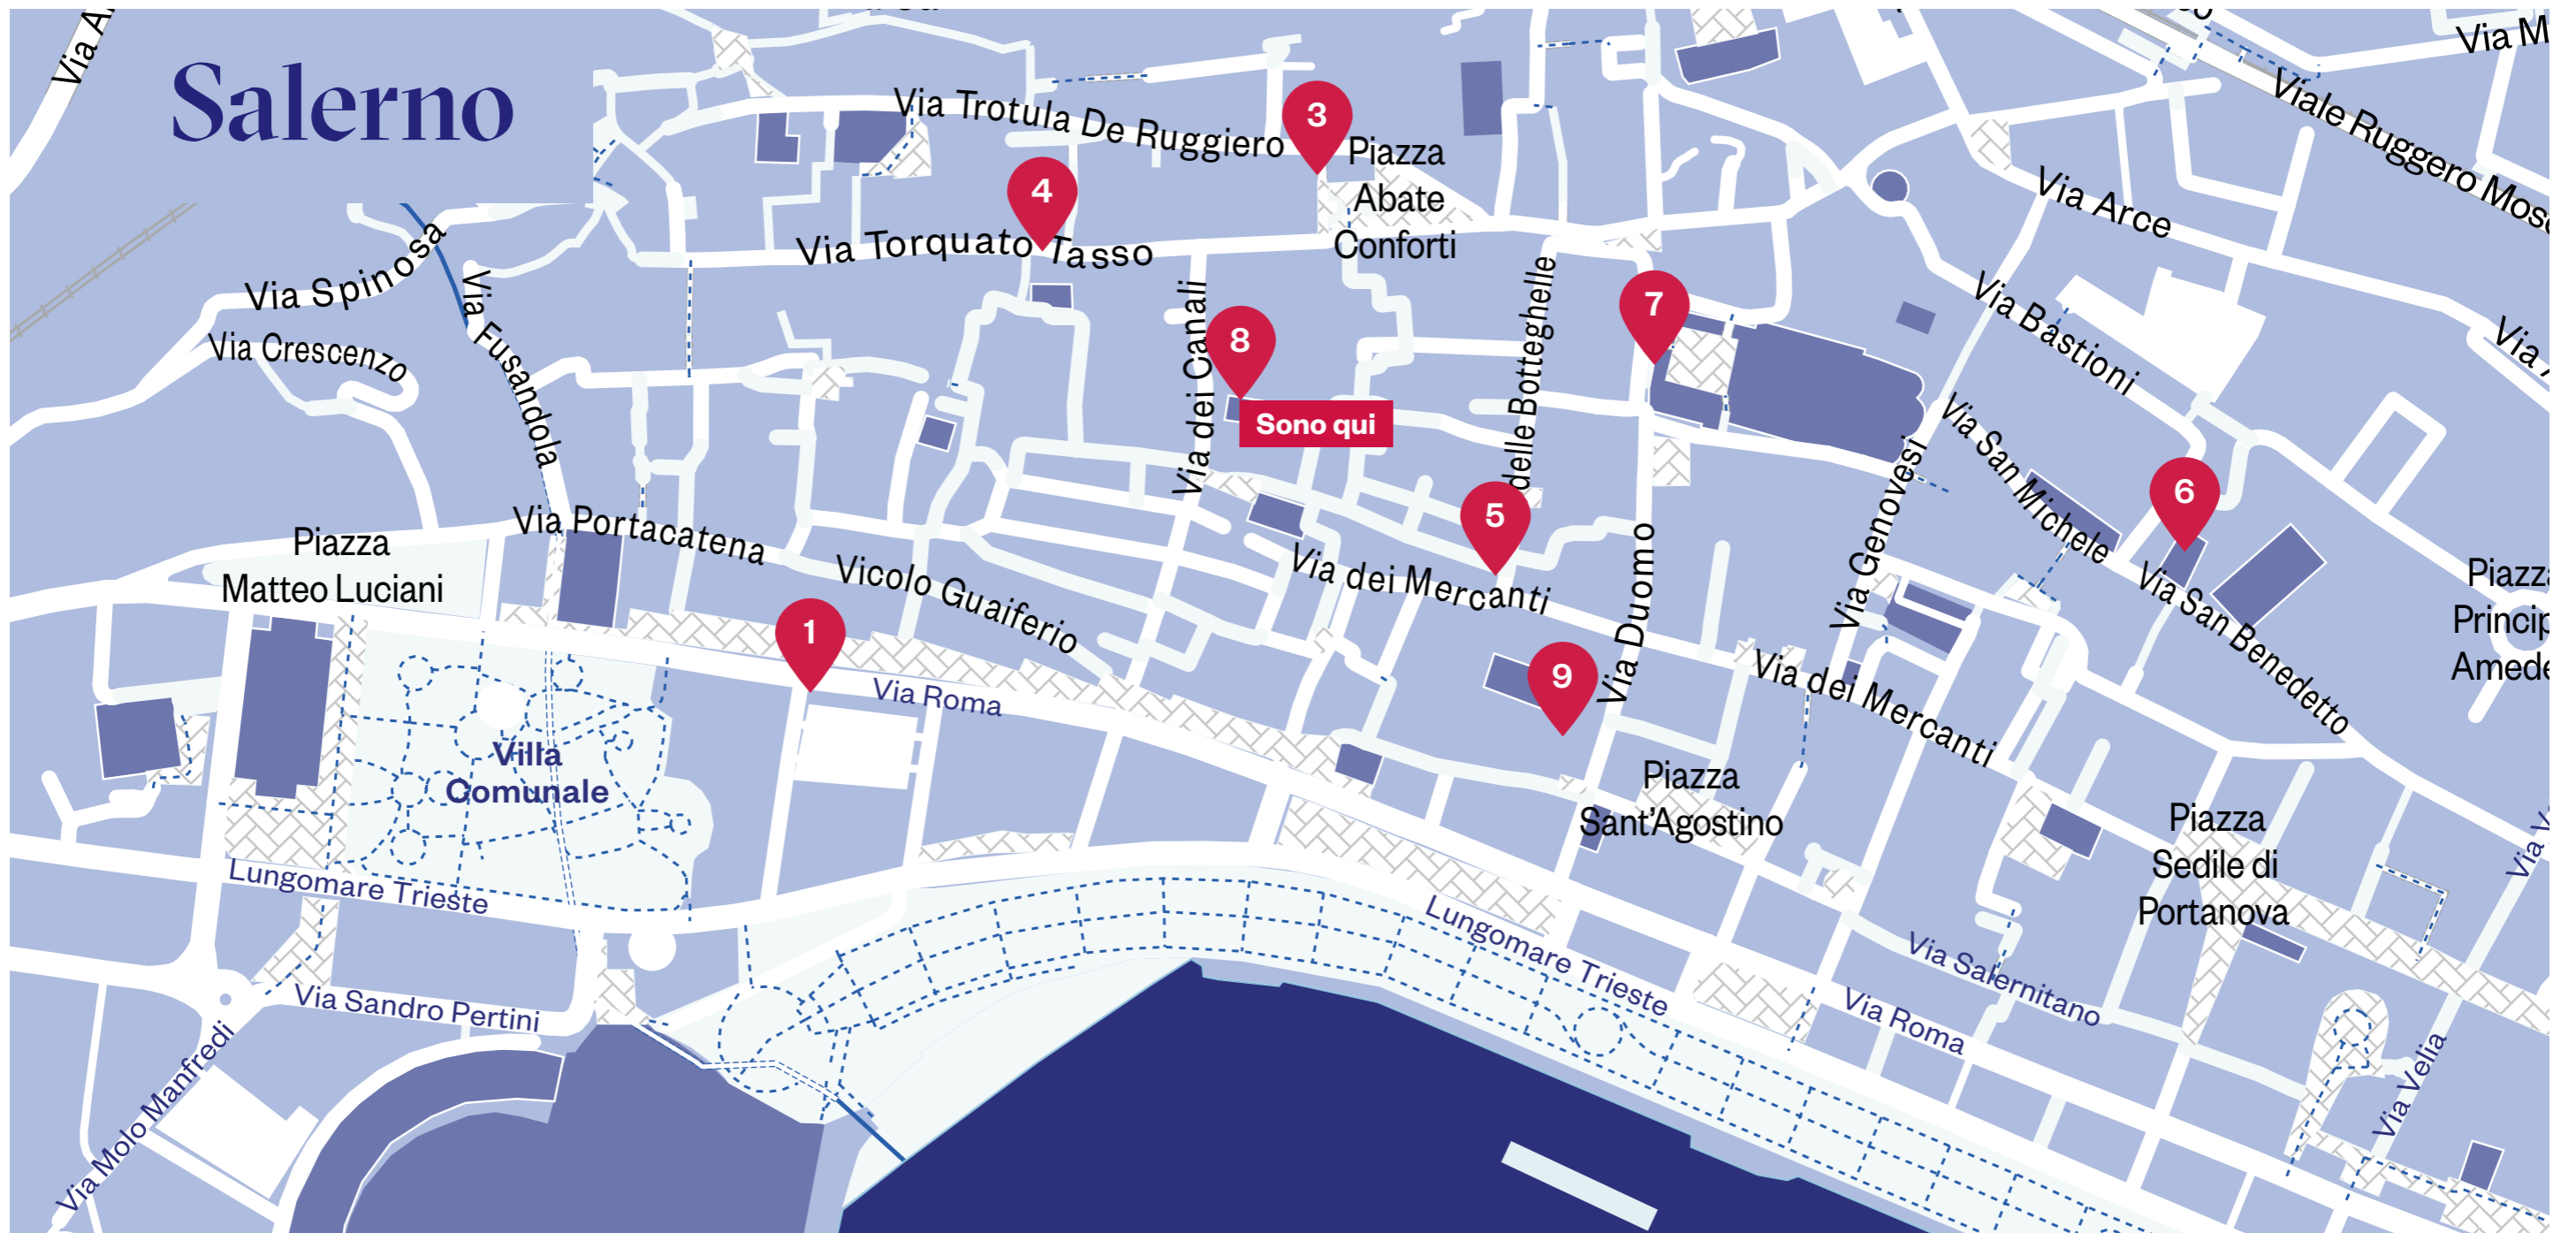 Salerno
Via Trotula De Ruggiero
3
Piazza
Abate
Conforti
4
Via Torquato Tasso
Via Spinosa
Via Crescenzo
Via Fusandola
Via dei Canali
8
Sono qui
delle Botteghelle
7
Via Arce
Viale Ruggero
Via Bastioni
Via San Michele
6
Via San Benedetto
Via Genovesi
Piazza
Matteo Luciani
Via Portacatena
Vicolo Guaiferio
5
Via dei Mercanti
Via Duomo
9
1
Via Roma
Via dei Mercanti
Villa
Comunale
Piazza
Sant'Agostino
Piazza
Sedile di
Portanova
Lungomare Trieste
Via Sandro Pertini
Via Molo Manfredi
Lungomare Trieste
Via Salernitano
Via Roma
Via Velia
Via
Via M
Via
Via